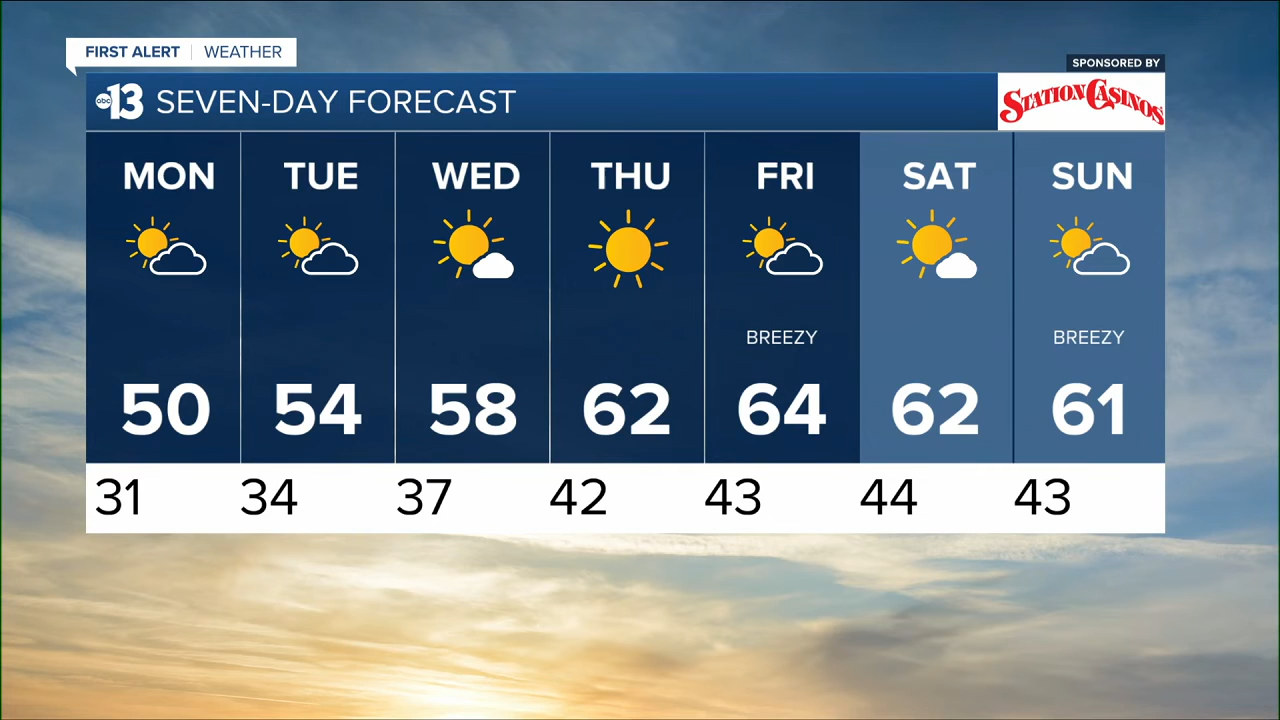 FIRST ALERT | WEATHER
SPONSORED BY
abc 13 SEVEN-DAY FORECAST
STATION CASINOS
MON TUE WED THU FRI SAT SUN
BREEZY BREEZY
50 54 58 62 64 62 61
31 34 37 42 43 44 43